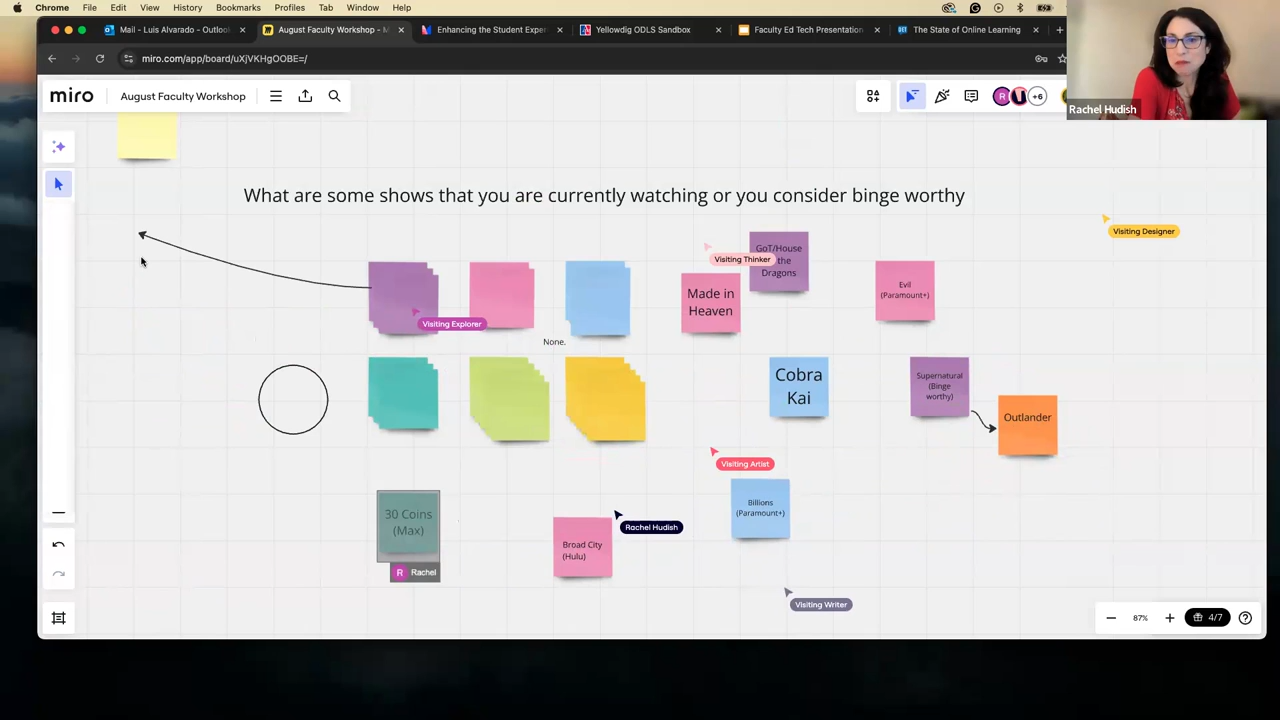 Chrome File Edit View History Bookmarks Profiles Tab Window Help
Mail - Luis Alvarado - Outloo
August Faculty Workshop - M
Enhancing the Student Exper
Yellowdig ODLS Sandbox
Faculty Ed Tech Presentation
The State of Online Learning
miro.com/app/board/uXjVKHgOOBE=/
miro
August Faculty Workshop
R
+6
Rachel Hudish
What are some shows that you are currently watching or you consider binge worthy
Visiting Designer
Visiting Thinker
GoT/House
the
Dragons
Made in
Heaven
Evil
(Paramount+)
Visiting Explorer
None.
Cobra
Kai
Supernatural
(Binge
worthy)
Outlander
Visiting Artist
30 Coins
(Max)
R Rachel
Broad City
(Hulu)
Rachel Hudish
Billions
(Paramount+)
Visiting Writer
87%
4/7